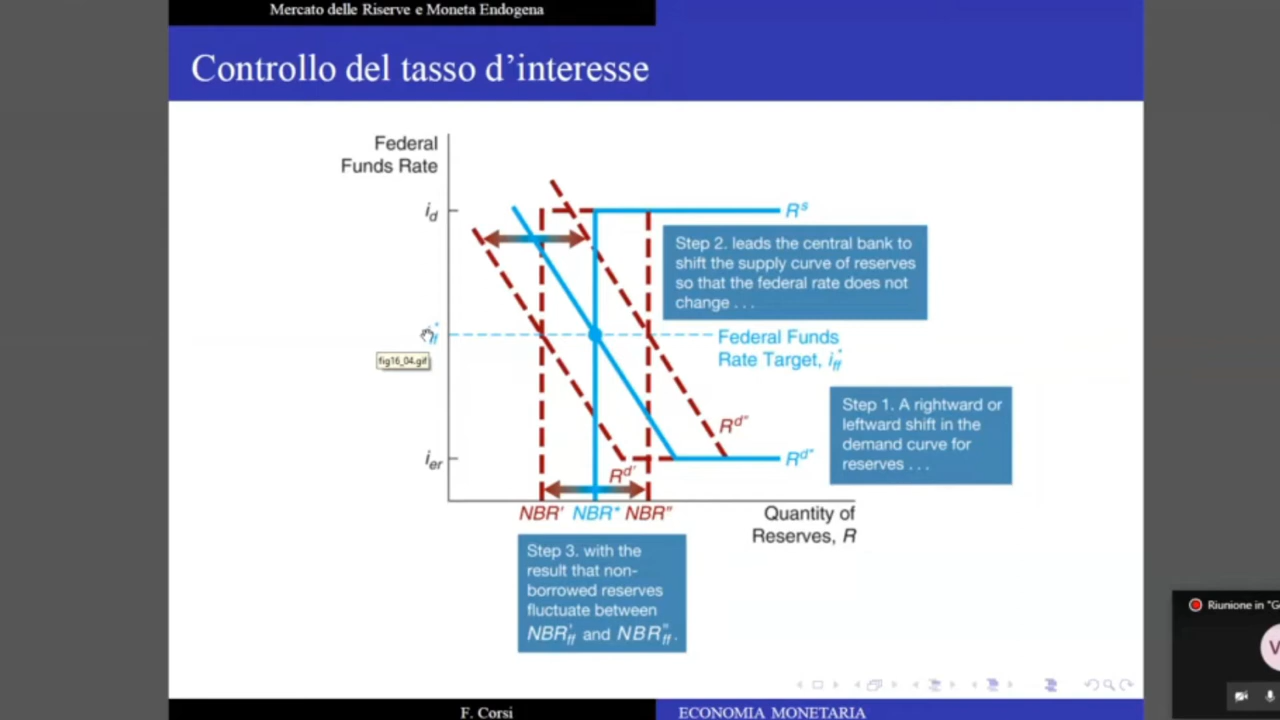 Mercato delle Riserve e Moneta Endogena
Controllo del tasso d'interesse
Federal
Funds Rate
i_d
R^s
Step 2. leads the central bank to
shift the supply curve of reserves
so that the federal rate does not
change . . .
Federal Funds
Rate Target, i*_ff
fig16_04.gif
Step 1. A rightward or
leftward shift in the
demand curve for
reserves . . .
R^d"
R^d*
i_er
R^d'
NBR' NBR* NBR"
Quantity of
Reserves, R
Step 3. with the
result that non-
borrowed reserves
fluctuate between
NBR'_ff and NBR"_ff.
Riunione in "G
V
F. Corsi
ECONOMIA MONETARIA